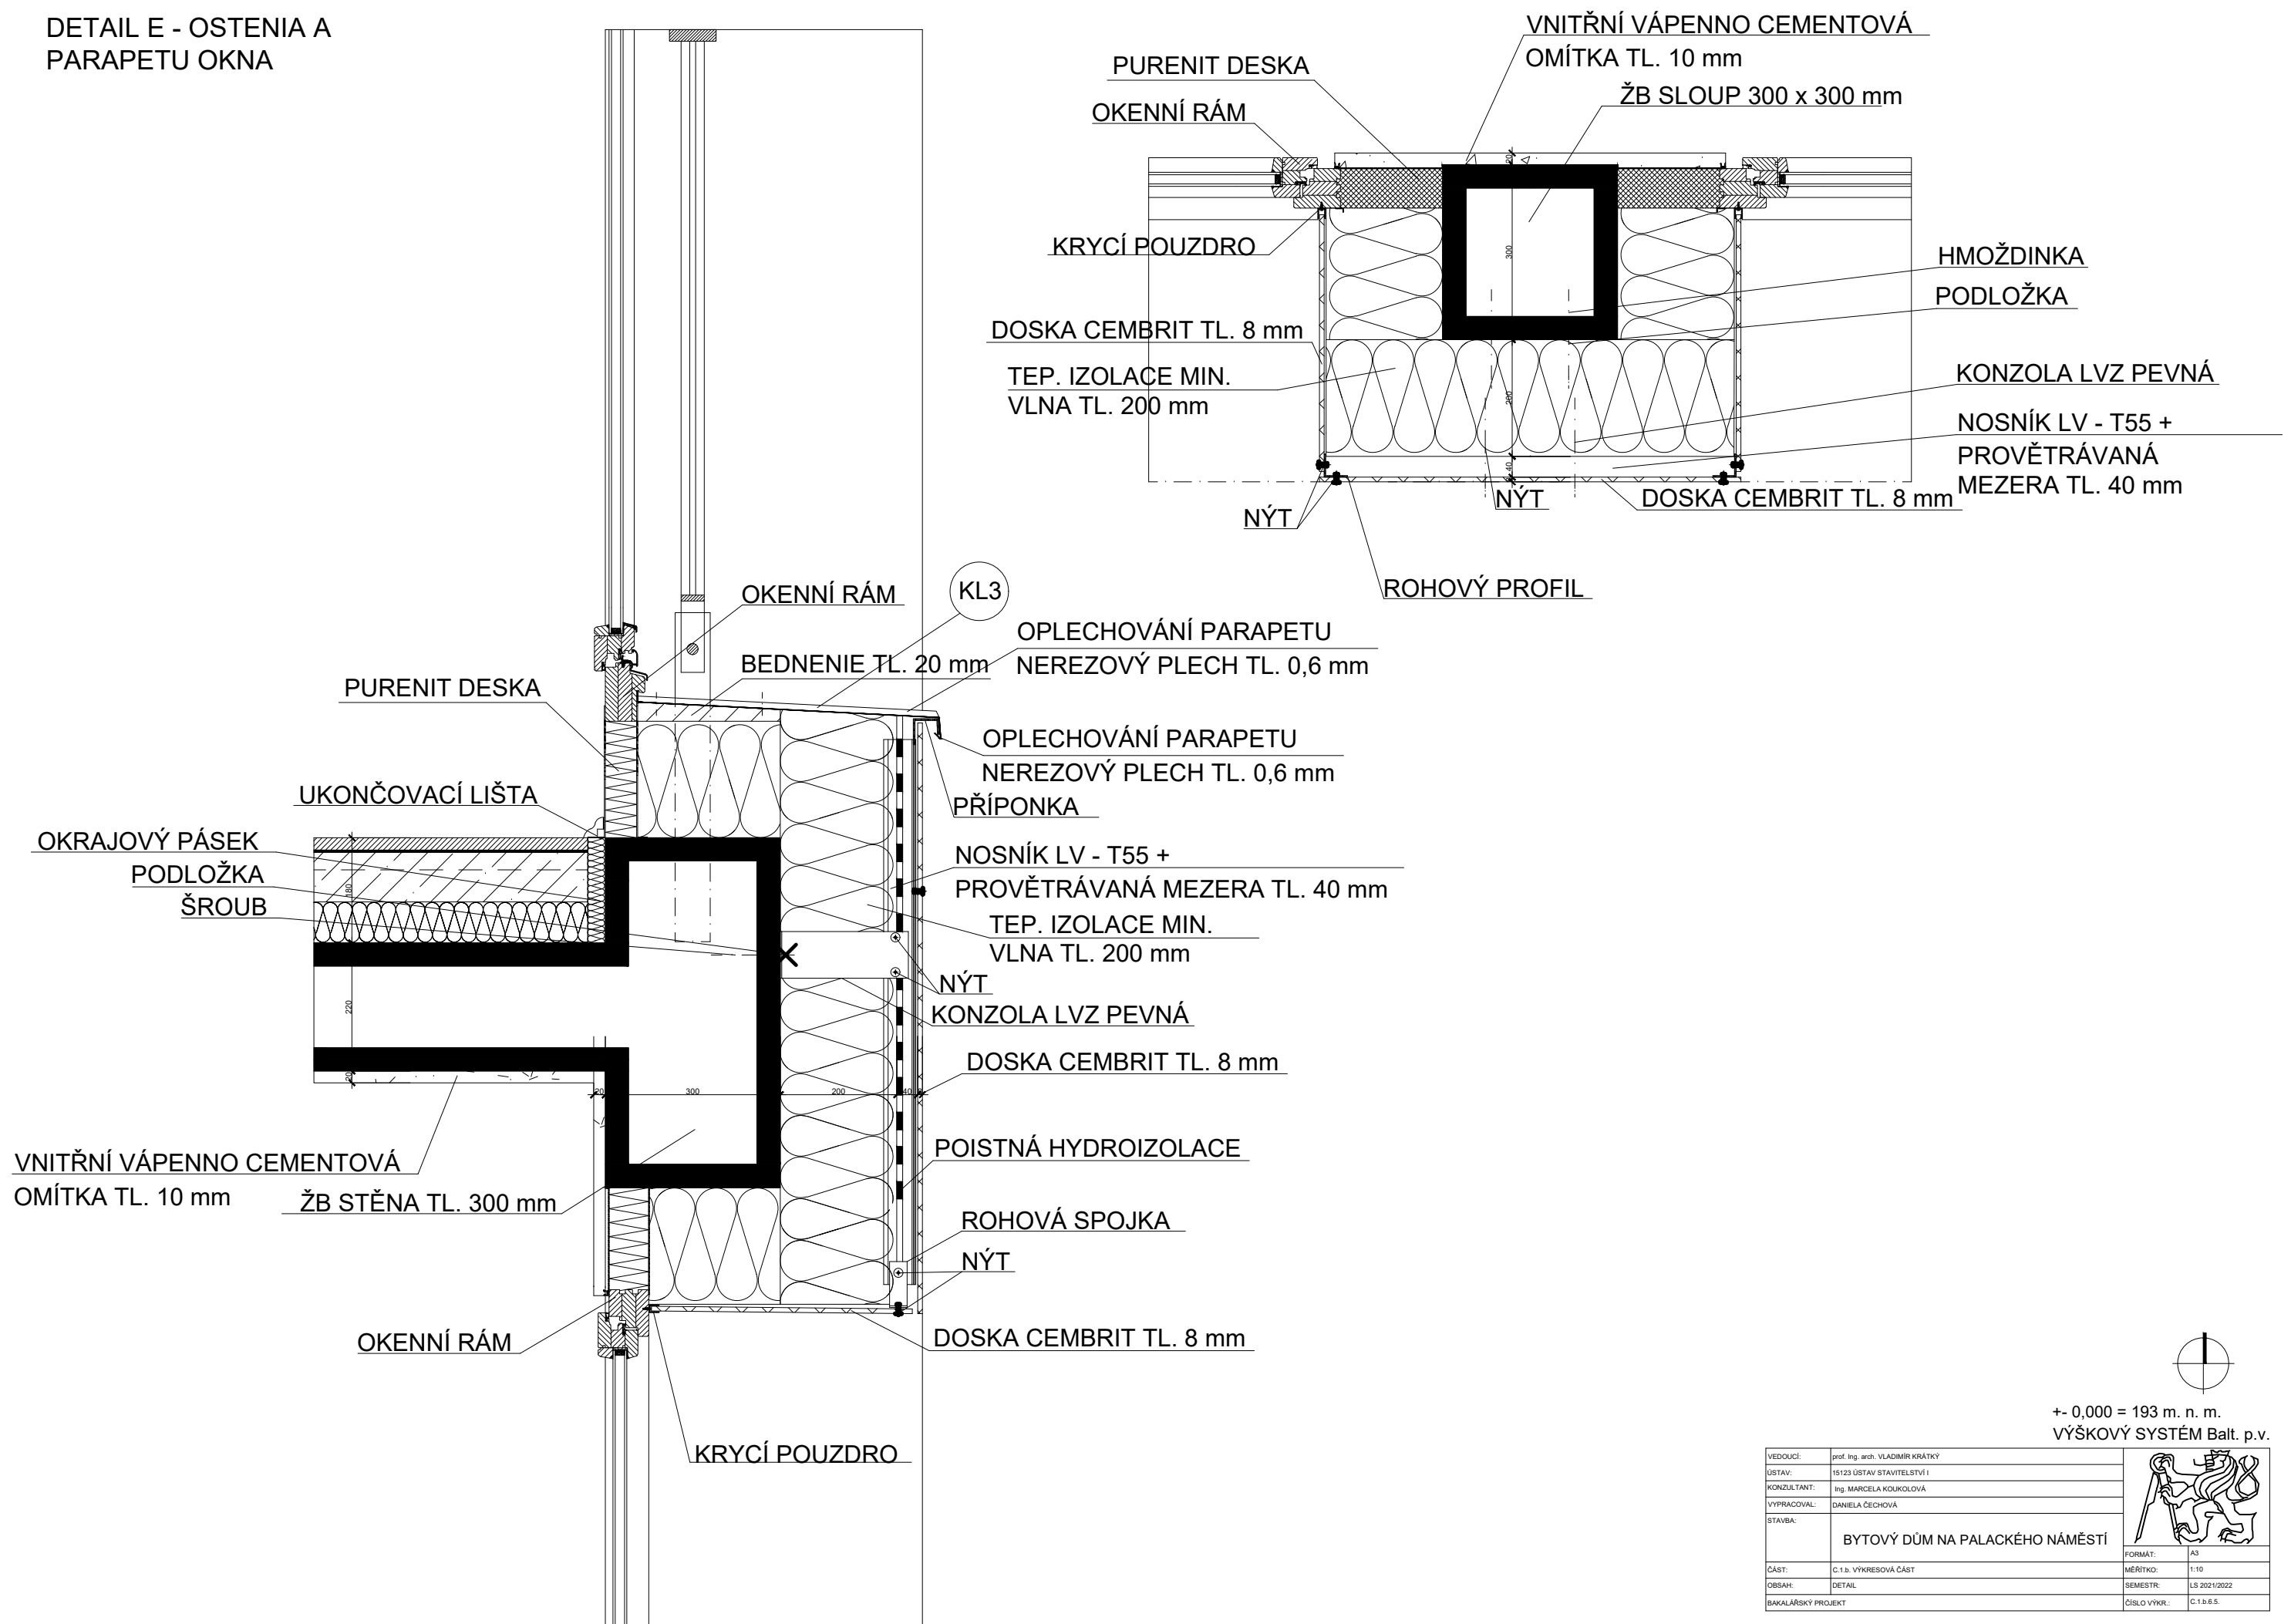 DETAIL E - OSTENIA A
PARAPETU OKNA
VNITŘNÍ VÁPENNO CEMENTOVÁ
OMÍTKA TL. 10 mm
PURENIT DESKA
ŽB SLOUP 300 x 300 mm
OKENNÍ RÁM
20
KRYCÍ POUZDRO
300
HMOŽDINKA
PODLOŽKA
DOSKA CEMBRIT TL. 8 mm
TEP. IZOLACE MIN.
VLNA TL. 200 mm
200
KONZOLA LVZ PEVNÁ
NOSNÍK LV - T55 +
PROVĚTRÁVANÁ
MEZERA TL. 40 mm
40
NÝT
NÝT
DOSKA CEMBRIT TL. 8 mm
ROHOVÝ PROFIL
OKENNÍ RÁM
KL3
OPLECHOVÁNÍ PARAPETU
NEREZOVÝ PLECH TL. 0,6 mm
BEDNENIE TL. 20 mm
PURENIT DESKA
OPLECHOVÁNÍ PARAPETU
NEREZOVÝ PLECH TL. 0,6 mm
UKONČOVACÍ LIŠTA
PŘÍPONKA
OKRAJOVÝ PÁSEK
PODLOŽKA
ŠROUB
180
NOSNÍK LV - T55 +
PROVĚTRÁVANÁ MEZERA TL. 40 mm
TEP. IZOLACE MIN.
VLNA TL. 200 mm
NÝT
220
KONZOLA LVZ PEVNÁ
DOSKA CEMBRIT TL. 8 mm
20
20
300
200
40
POISTNÁ HYDROIZOLACE
VNITŘNÍ VÁPENNO CEMENTOVÁ
OMÍTKA TL. 10 mm
ŽB STĚNA TL. 300 mm
ROHOVÁ SPOJKA
NÝT
OKENNÍ RÁM
DOSKA CEMBRIT TL. 8 mm
KRYCÍ POUZDRO
+- 0,000 = 193 m. n. m.
VÝŠKOVÝ SYSTÉM Balt. p.v.
VEDOUCÍ: prof. Ing. arch. VLADIMÍR KRÁTKÝ
ÚSTAV: 15123 ÚSTAV STAVITELSTVÍ I
KONZULTANT: Ing. MARCELA KOUKOLOVÁ
VYPRACOVAL: DANIELA ČECHOVÁ
STAVBA:
BYTOVÝ DŮM NA PALACKÉHO NÁMĚSTÍ
FORMÁT: A3
ČÁST: C.1.b. VÝKRESOVÁ ČÁST
MĚŘÍTKO: 1:10
OBSAH: DETAIL
SEMESTR: LS 2021/2022
BAKALÁŘSKÝ PROJEKT
ČÍSLO VÝKR.: C.1.b.6.5.